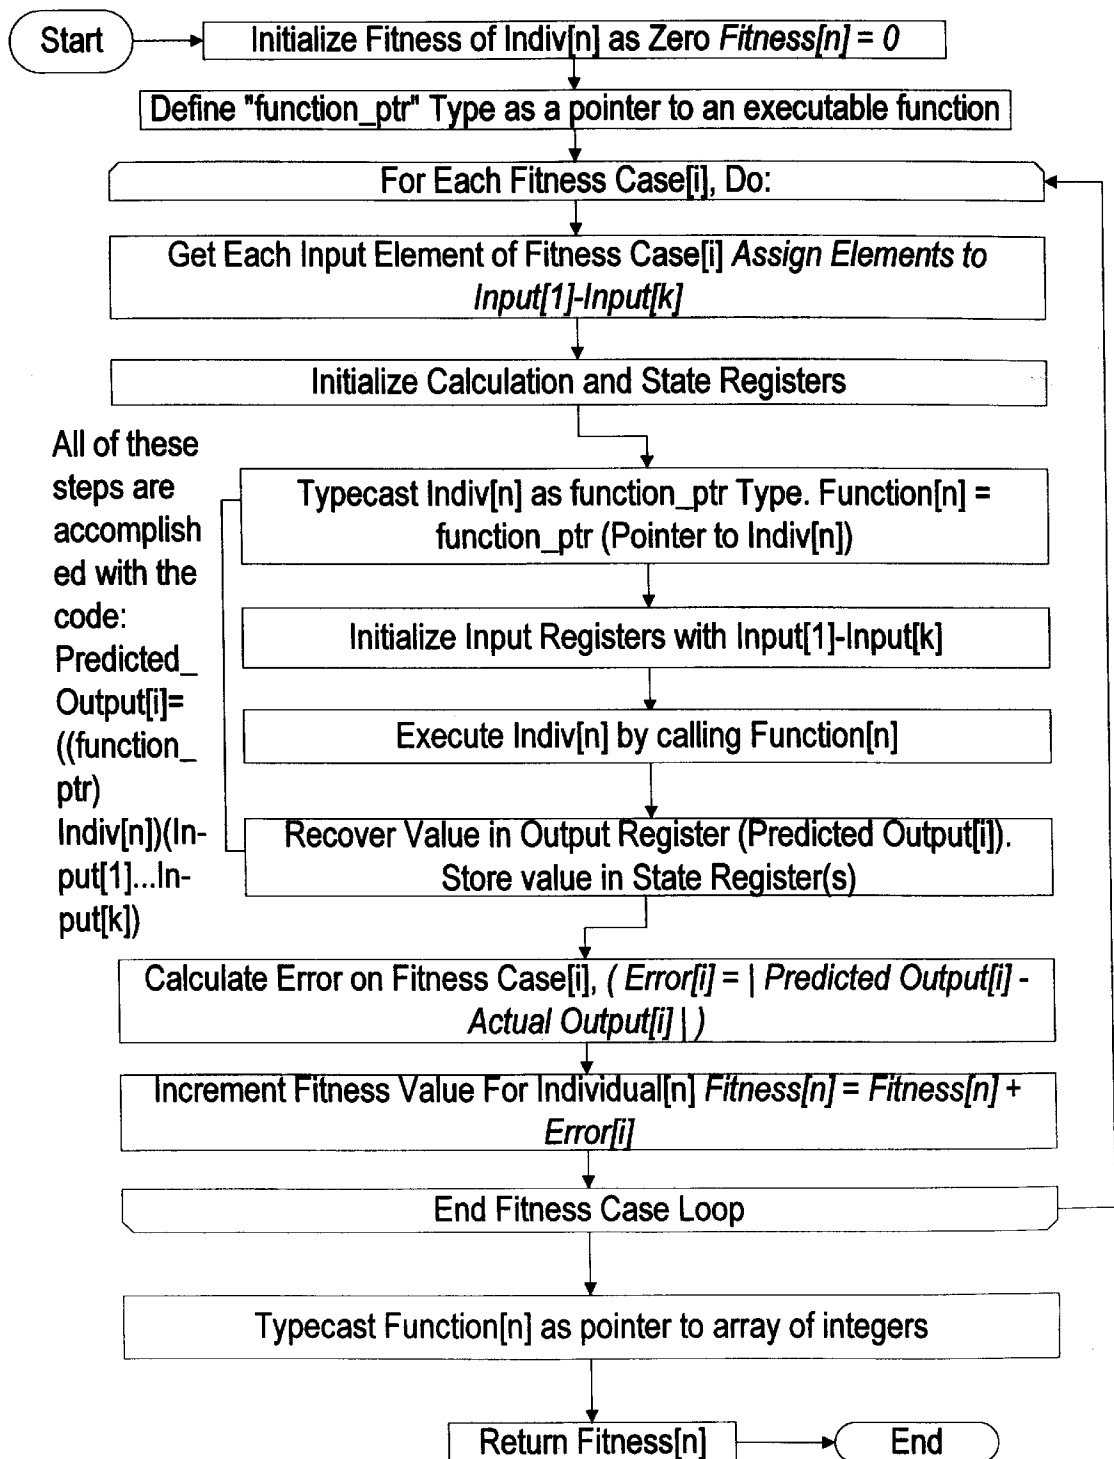 Start
Initialize Fitness of Indiv[n] as Zero Fitness[n] = 0
Define "function_ptr" Type as a pointer to an executable function
For Each Fitness Case[i], Do:
Get Each Input Element of Fitness Case[i] Assign Elements to
Input[1]-Input[k]
Initialize Calculation and State Registers
All of these
steps are
accomplish
ed with the
code:
Predicted_
Output[i]=
((function_
ptr)
Indiv[n])(In-
put[1]...In-
put[k])
Typecast Indiv[n] as function_ptr Type. Function[n] =
function_ptr (Pointer to Indiv[n])
Initialize Input Registers with Input[1]-Input[k]
Execute Indiv[n] by calling Function[n]
Recover Value in Output Register (Predicted Output[i]).
Store value in State Register(s)
Calculate Error on Fitness Case[i], ( Error[i] = | Predicted Output[i] -
Actual Output[i] | )
Increment Fitness Value For Individual[n] Fitness[n] = Fitness[n] +
Error[i]
End Fitness Case Loop
Typecast Function[n] as pointer to array of integers
Return Fitness[n]
End